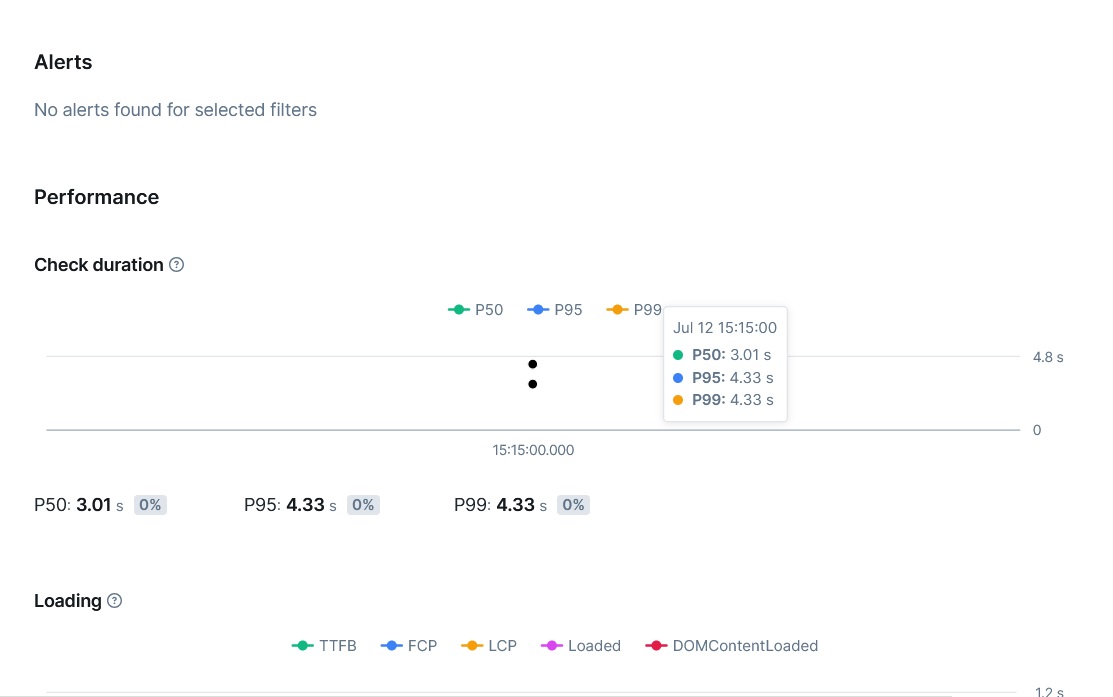 Alerts
No alerts found for selected filters
Performance
Check duration ?
P50 P95 P99
Jul 12 15:15:00
P50: 3.01 s
P95: 4.33 s
P99: 4.33 s
4.8 s
0
15:15:00.000
P50: 3.01 s 0% P95: 4.33 s 0% P99: 4.33 s 0%
Loading ?
TTFB FCP LCP Loaded DOMContentLoaded
1.2 s